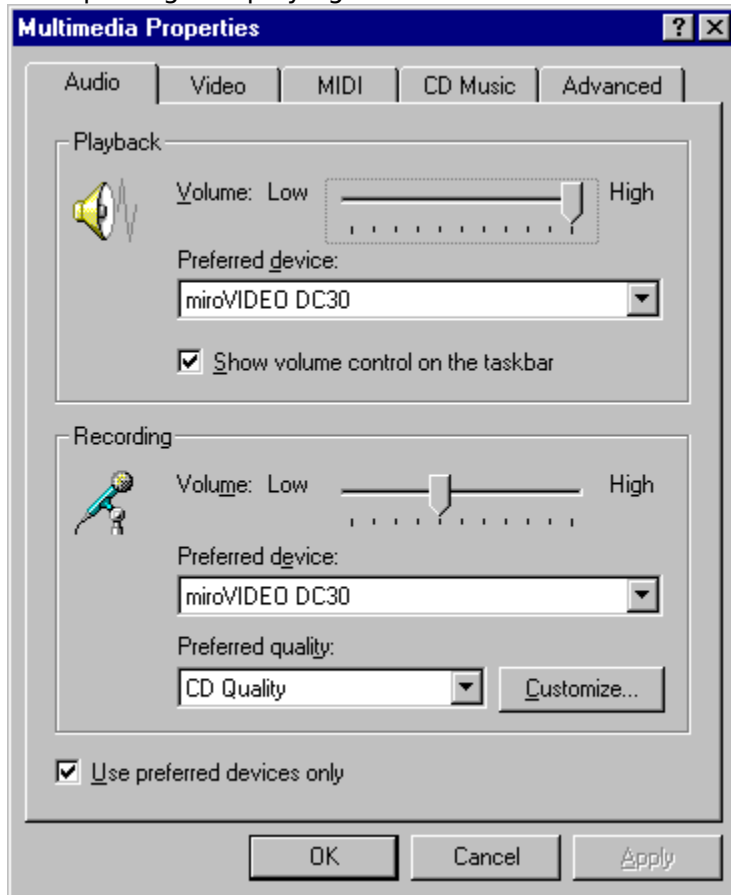 Multimedia Properties
Audio Video MIDI CD Music Advanced
Playback
Volume: Low High
Preferred device:
miroVIDEO DC30
Show volume control on the taskbar
Recording
Volume: Low High
Preferred device:
miroVIDEO DC30
Preferred quality:
CD Quality Customize...
Use preferred devices only
OK Cancel Apply